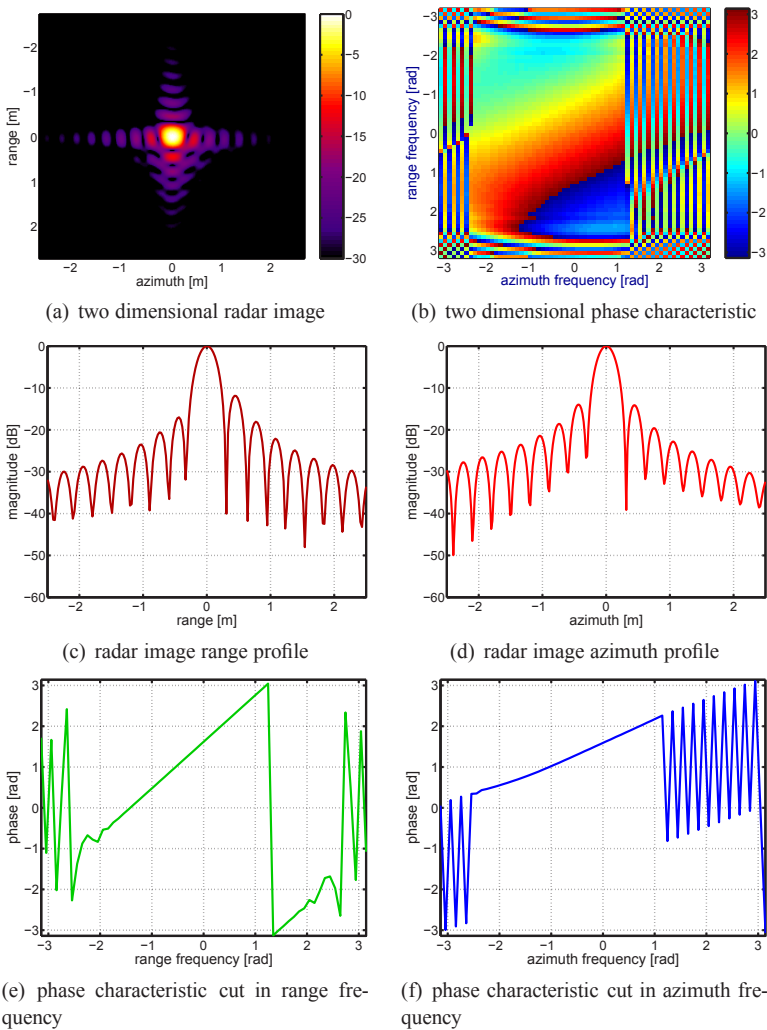 0
−5
−10
−15
−20
−25
−30
−2
−1
0
1
2
range [m]
−2 −1 0 1 2
azimuth [m]
(a) two dimensional radar image
−3
−2
−1
0
1
2
3
range frequency [rad]
−3 −2 −1 0 1 2 3
azimuth frequency [rad]
3
2
1
0
−1
−2
−3
(b) two dimensional phase characteristic
0
−10
−20
−30
−40
−50
−60
magnitude [dB]
−2 −1 0 1 2
range [m]
(c) radar image range profile
0
−10
−20
−30
−40
−50
−60
magnitude [dB]
−2 −1 0 1 2
azimuth [m]
(d) radar image azimuth profile
3
2
1
0
−1
−2
−3
phase [rad]
−3 −2 −1 0 1 2 3
range frequency [rad]
(e) phase characteristic cut in range fre-
quency
3
2
1
0
−1
−2
−3
phase [rad]
−3 −2 −1 0 1 2 3
azimuth frequency [rad]
(f) phase characteristic cut in azimuth fre-
quency